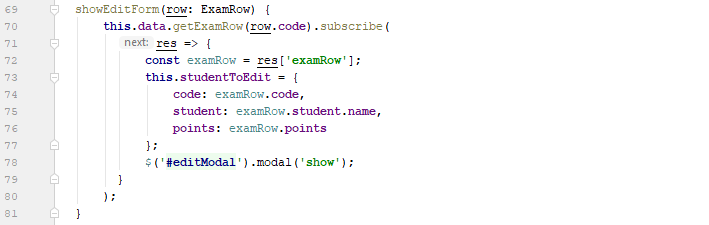 69 showEditForm(row: ExamRow) {
70 this.data.getExamRow(row.code).subscribe(
71 next: res => {
72 const examRow = res['examRow'];
73 this.studentToEdit = {
74 code: examRow.code,
75 student: examRow.student.name,
76 points: examRow.points
77 };
78 $('#editModal').modal('show');
79 }
80 );
81 }